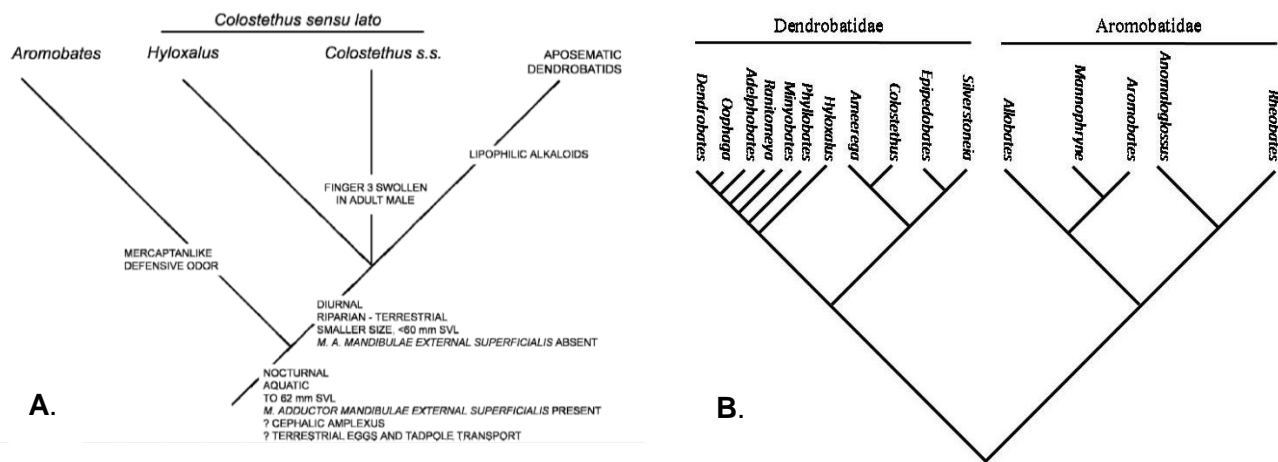 Colostethus sensu lato
Aromobates
Hyloxalus
Colostethus s.s.
APOSEMATIC
DENDROBATIDS
LIPOPHILIC ALKALOIDS
FINGER 3 SWOLLEN
IN ADULT MALE
MERCAPTANLIKE
DEFENSIVE ODOR
DIURNAL
RIPARIAN - TERRESTRIAL
SMALLER SIZE, <60 mm SVL
M. A. MANDIBULAE EXTERNAL SUPERFICIALIS ABSENT
NOCTURNAL
AQUATIC
TO 62 mm SVL
M. ADDUCTOR MANDIBULAE EXTERNAL SUPERFICIALIS PRESENT
? CEPHALIC AMPLEXUS
? TERRESTRIAL EGGS AND TADPOLE TRANSPORT
A.
Dendrobatidae
Aromobatidae
Dendrobates
Oophaga
Adelphobates
Ranitomeya
Minyobates
Phyllobates
Hyloxalus
Ameerega
Colostethus
Epipedobates
Silverstoneia
Allobates
Mannophryne
Aromobates
Anomaloglossus
Rheobates
B.